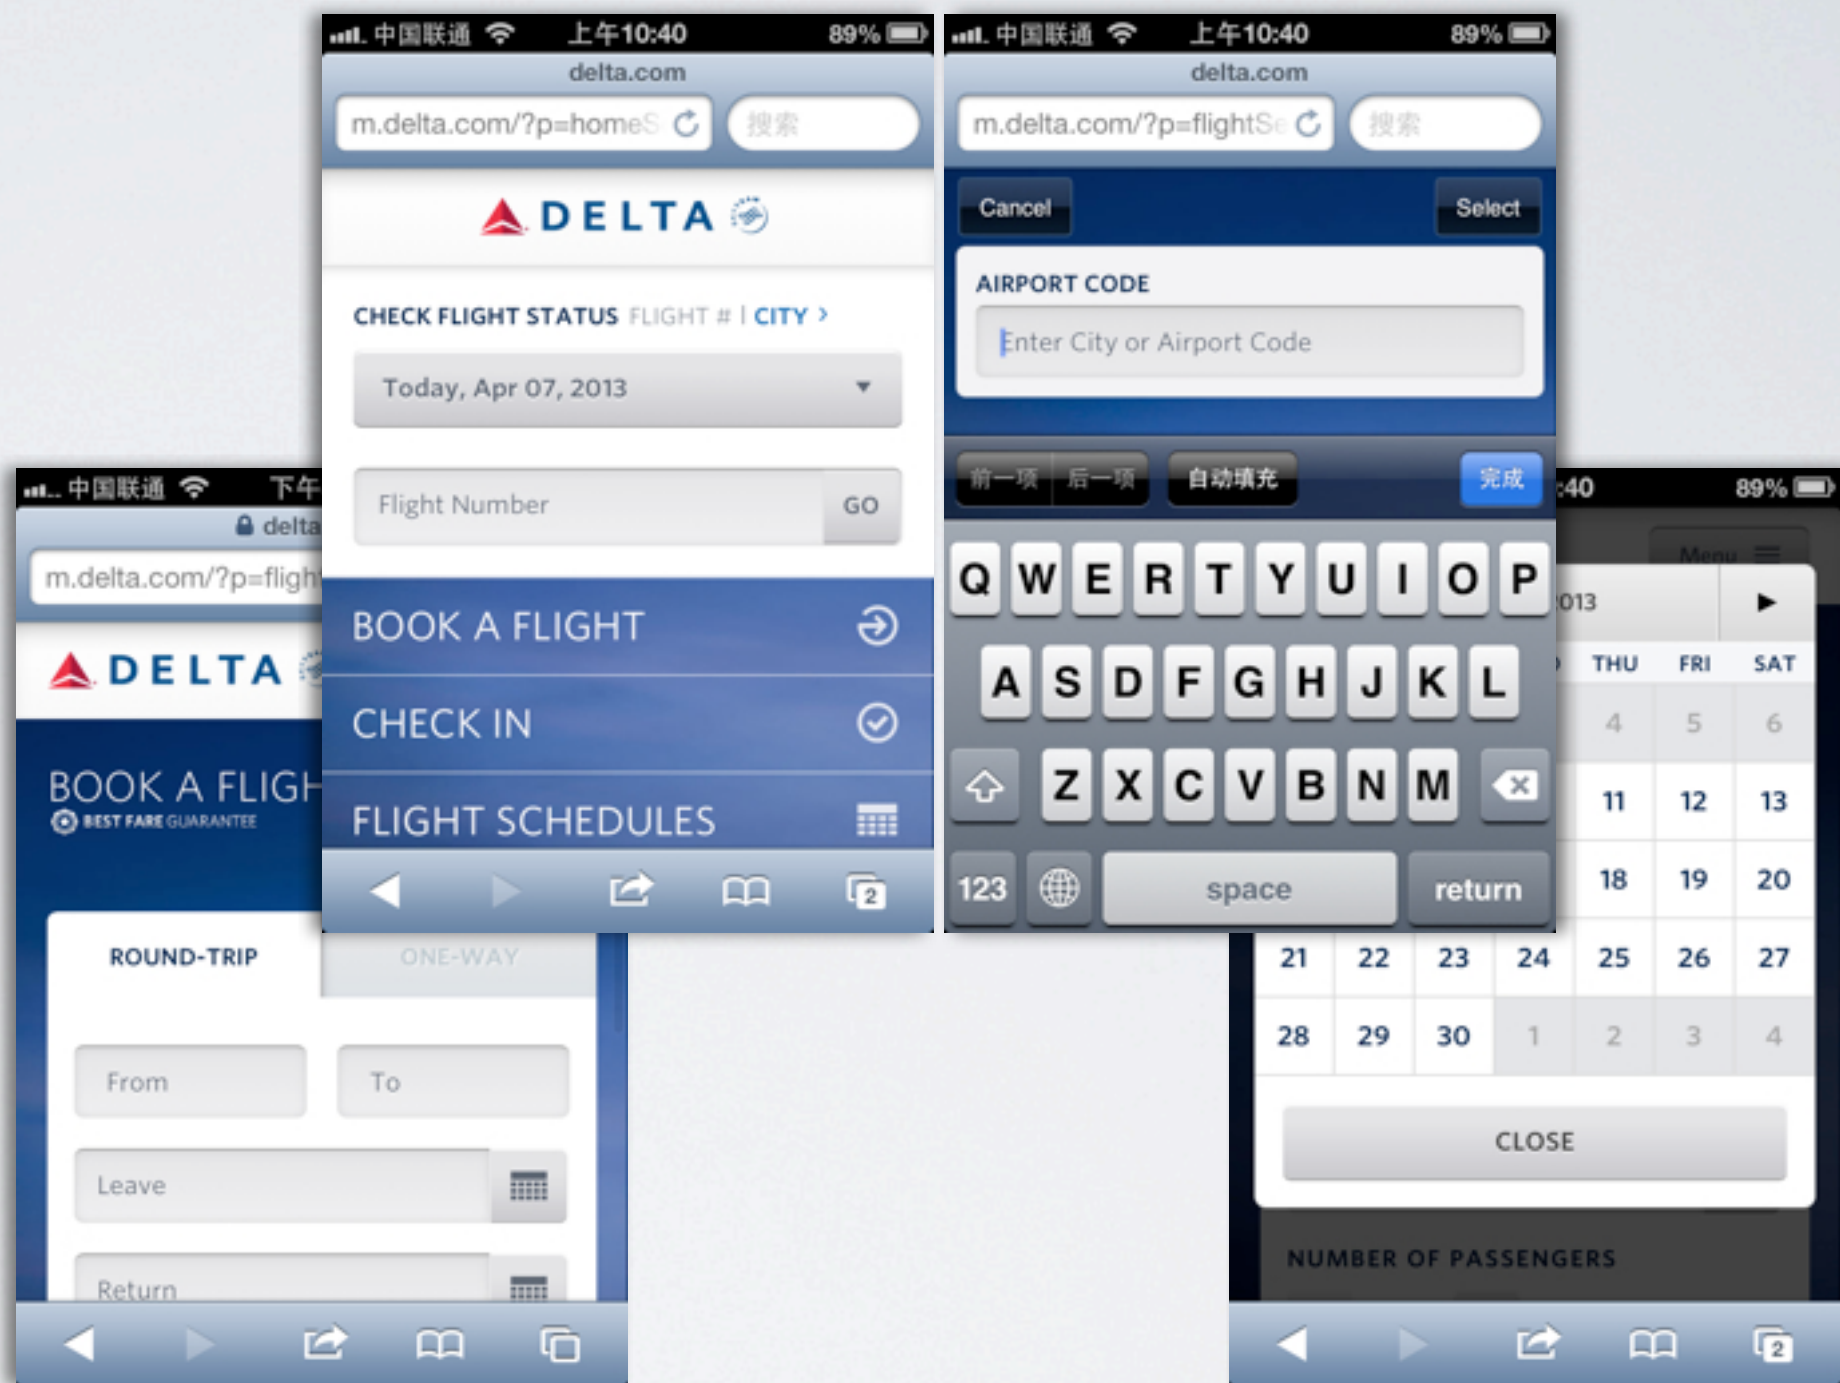 中国联通 上午10:40 89%
delta.com
m.delta.com/?p=homeS 搜索
DELTA
CHECK FLIGHT STATUS FLIGHT # | CITY >
Today, Apr 07, 2013
Flight Number GO
BOOK A FLIGHT
CHECK IN
FLIGHT SCHEDULES
2
中国联通 上午10:40 89%
delta.com
m.delta.com/?p=flightSe 搜索
Cancel Select
AIRPORT CODE
Enter City or Airport Code
前一项 后一项 自动填充 完成
Q W E R T Y U I O P
A S D F G H J K L
Z X C V B N M
123 space return
中国联通 下午
delta
m.delta.com/?p=fligh
DELTA
BOOK A FLIGH
BEST FARE GUARANTEE
ROUND-TRIP ONE-WAY
From To
Leave
Return
:40 89%
Menu
013
THU FRI SAT
4 5 6
11 12 13
18 19 20
21 22 23 24 25 26 27
28 29 30 1 2 3 4
CLOSE
NUMBER OF PASSENGERS
2